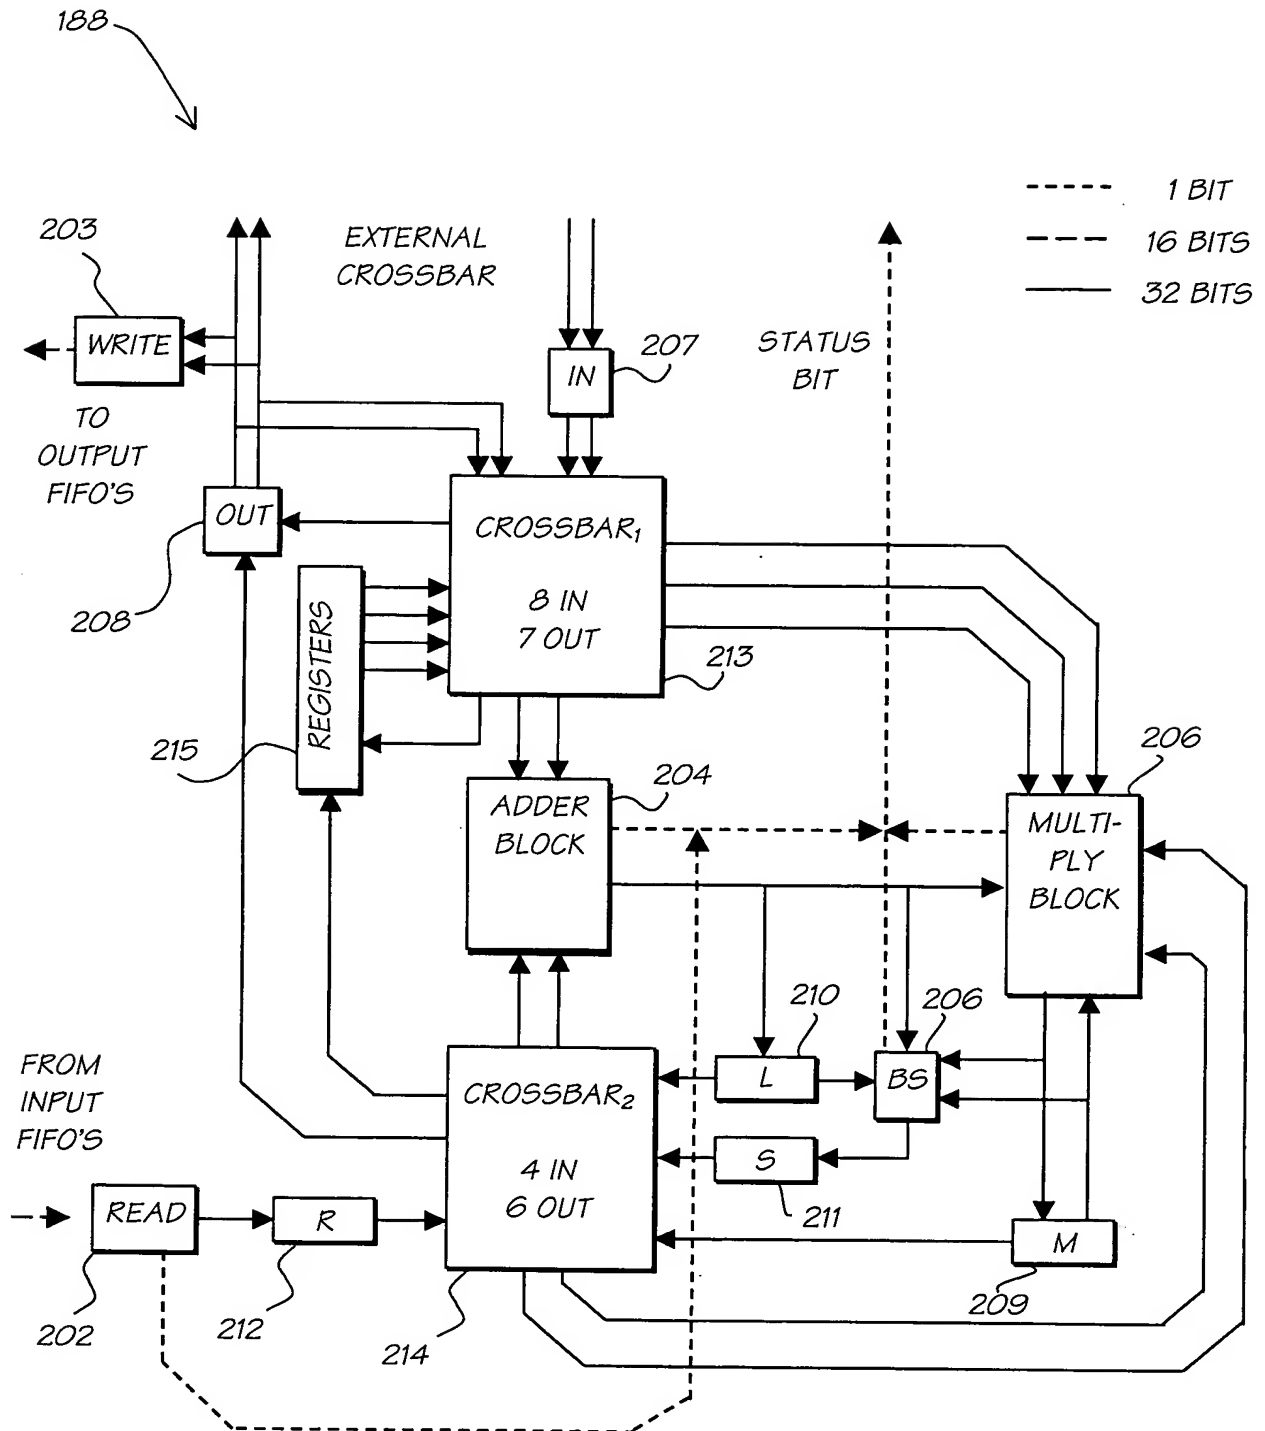 188
1 BIT
16 BITS
32 BITS
203
EXTERNAL
CROSSBAR
WRITE
IN
207
STATUS
BIT
TO
OUTPUT
FIFO'S
OUT
208
CROSSBAR1
8 IN
7 OUT
213
REGISTERS
215
ADDER
BLOCK
204
206
MULTI-
PLY
BLOCK
FROM
INPUT
FIFO'S
CROSSBAR2
4 IN
6 OUT
210
L
206
BS
S
211
READ
R
M
209
202
212
214